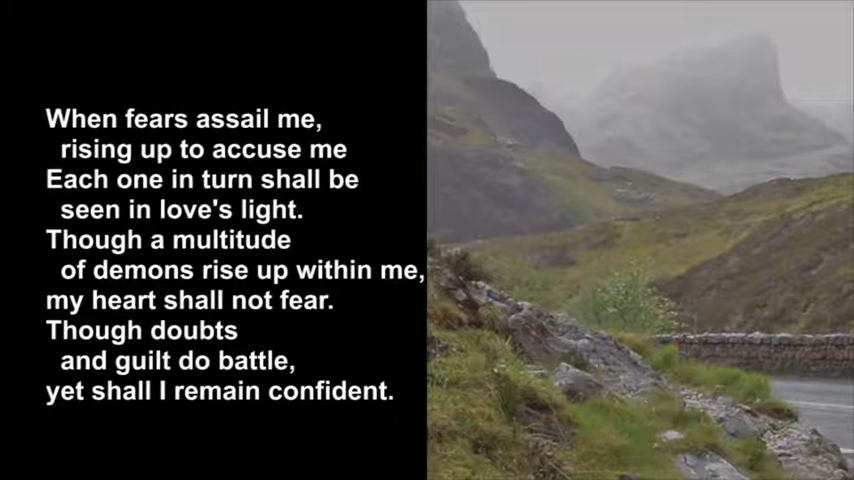 When fears assail me,
rising up to accuse me
Each one in turn shall be
seen in love's light.
Though a multitude
of demons rise up within me,
my heart shall not fear.
Though doubts
and guilt do battle,
yet shall I remain confident.